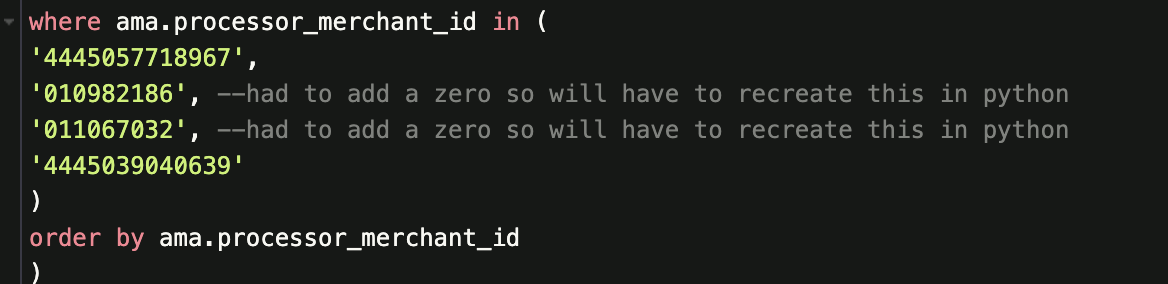 where ama.processor_merchant_id in (
'4445057718967',
'010982186', --had to add a zero so will have to recreate this in python
'011067032', --had to add a zero so will have to recreate this in python
'4445039040639'
)
order by ama.processor_merchant_id
)